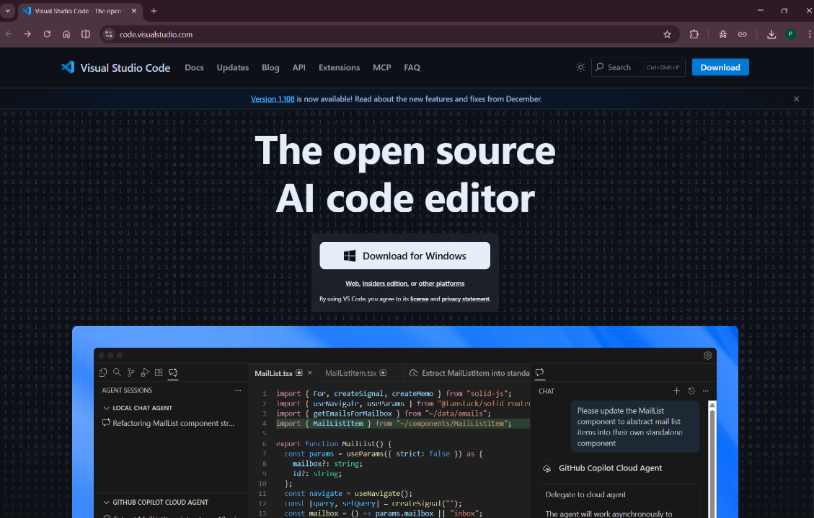 Visual Studio Code - The open
code.visualstudio.com
P
Visual Studio Code
Docs
Updates
Blog
API
Extensions
MCP
FAQ
Search
Ctrl+Shift+P
Download
Version 1.108 is now available! Read about the new features and fixes from December.
The open source
AI code editor
Download for Windows
Web, Insiders edition, or other platforms
By using VS Code, you agree to its license and privacy statement.
MailList.tsx
MailListItem.tsx
Extract MailListItem into standa
AGENT SESSIONS
LOCAL CHAT AGENT
Refactoring MailList component str...
GITHUB COPILOT CLOUD AGENT
1 import { For, createSignal, createMemo } from "solid-js";
2 import { useNavigate, useParams } from "@tanstack/solid-router
3 import { getEmailsForMailbox } from "~/data/emails";
4 import { MailListItem } from "~/components/MailListItem";
5
6 export function MailList() {
7 const params = useParams({ strict: false }) as {
8 mailbox?: string;
9 id?: string;
10 };
11 const navigate = useNavigate();
12 const [query, setQuery] = createSignal("");
13 const mailbox = () => params.mailbox || "inbox";
CHAT
Please update the MailList
component to abstract mail list
items into their own standalone
component
GitHub Copilot Cloud Agent
Delegate to cloud agent
The agent will work asynchronously to